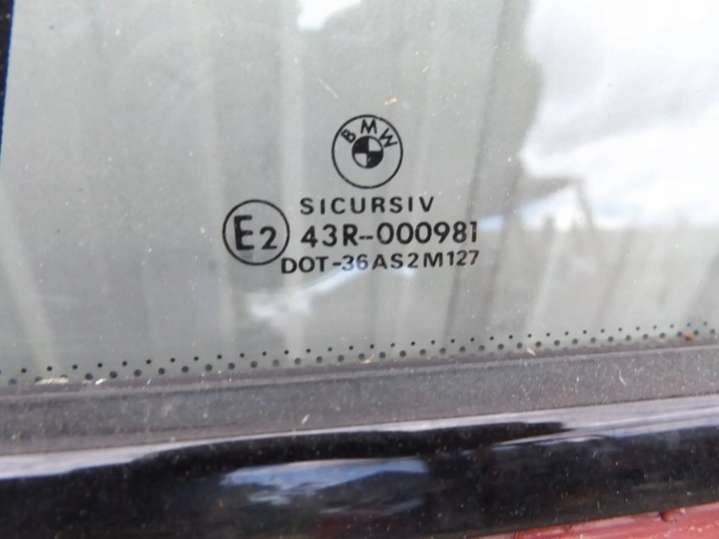 BMW
SICURSIV
E2 43R-000981
DOT-36AS2M127